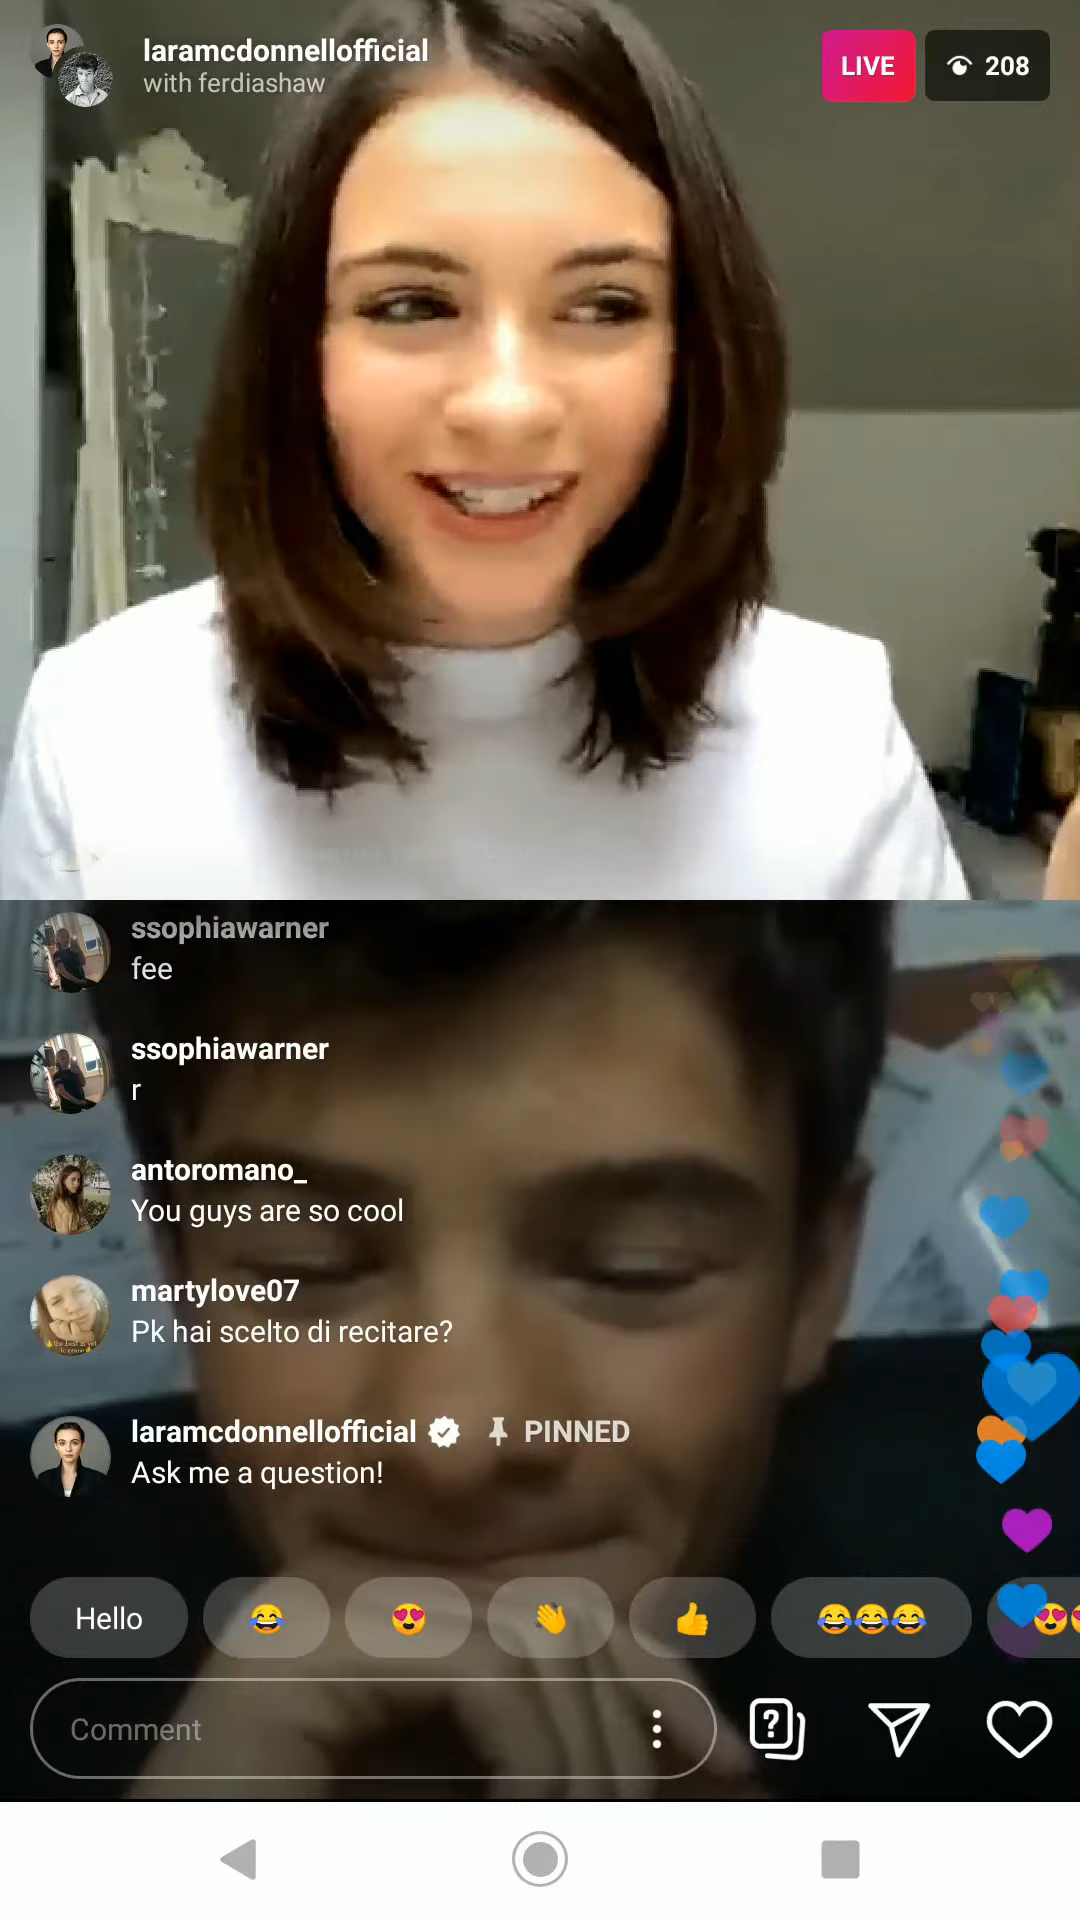 laramcdonnellofficial
with ferdiashaw
LIVE
208
ssophiawarner
fee
ssophiawarner
r
antoromano_
You guys are so cool
martylove07
Pk hai scelto di recitare?
laramcdonnellofficial PINNED
Ask me a question!
Hello 😂 😍 👋 👍 😂😂😂 😍
Comment